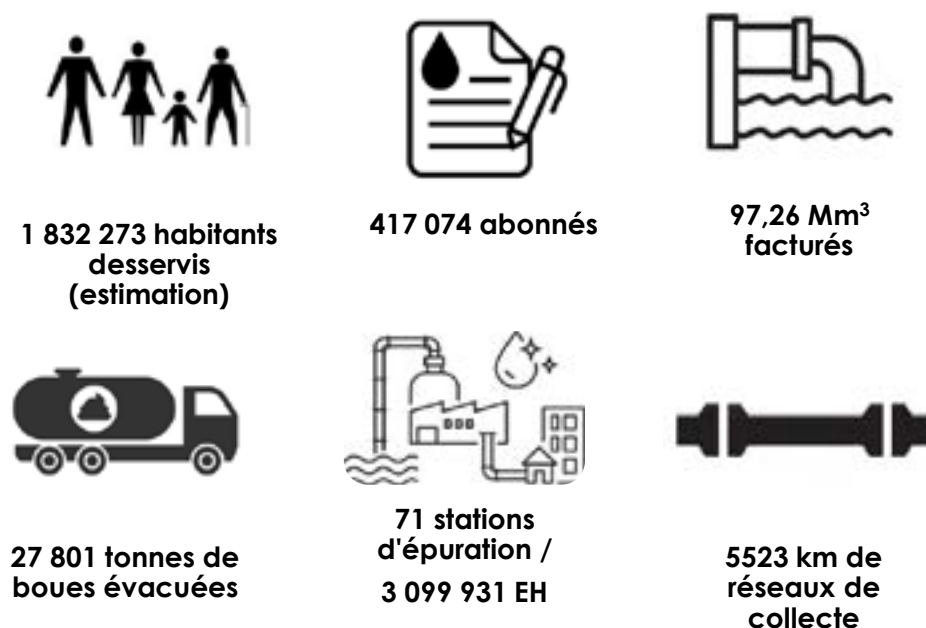 1 832 273 habitants
desservis
(estimation)
417 074 abonnés
97,26 Mm³
facturés
27 801 tonnes de
boues évacuées
71 stations
d'épuration /
3 099 931 EH
5523 km de
réseaux de
collecte